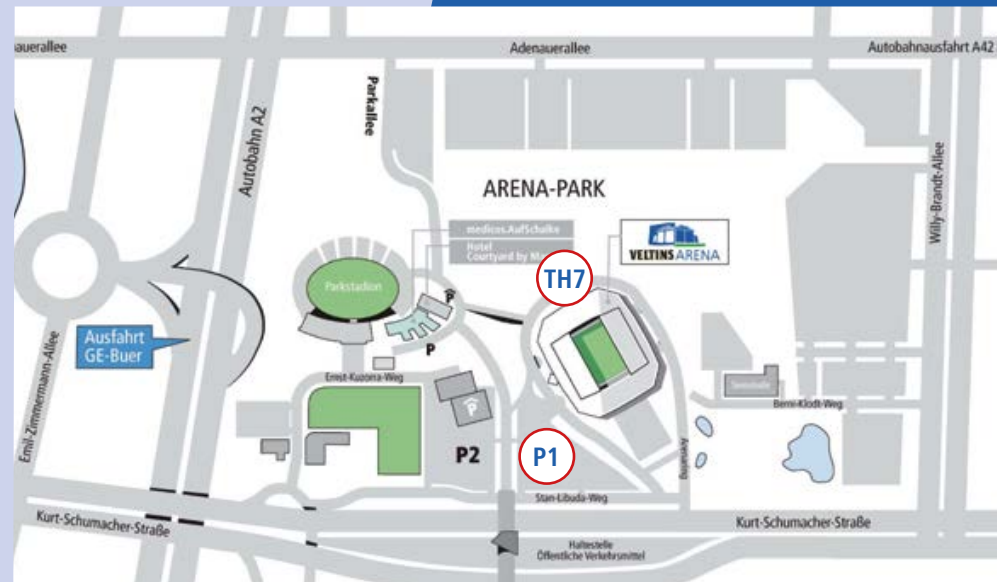 auerallee
Adenauerallee
Autobahnausfahrt A42
Parkallee
Autobahn A2
ARENA-PARK
Willy-Brandt-Allee
medicos.AufSchalke
Hotel
Courtyard by
VELTINS ARENA
TH7
Parkstadion
P
P
Ausfahrt
GE-Buer
Emil-Zimmermann-Allee
Ernst-Kuzorra-Weg
Berni-Klodt-Weg
P
P2
P1
Arenaring
Stan-Libuda-Weg
Kurt-Schumacher-Straße
Kurt-Schumacher-Straße
Haltestelle
Öffentliche Verkehrsmittel